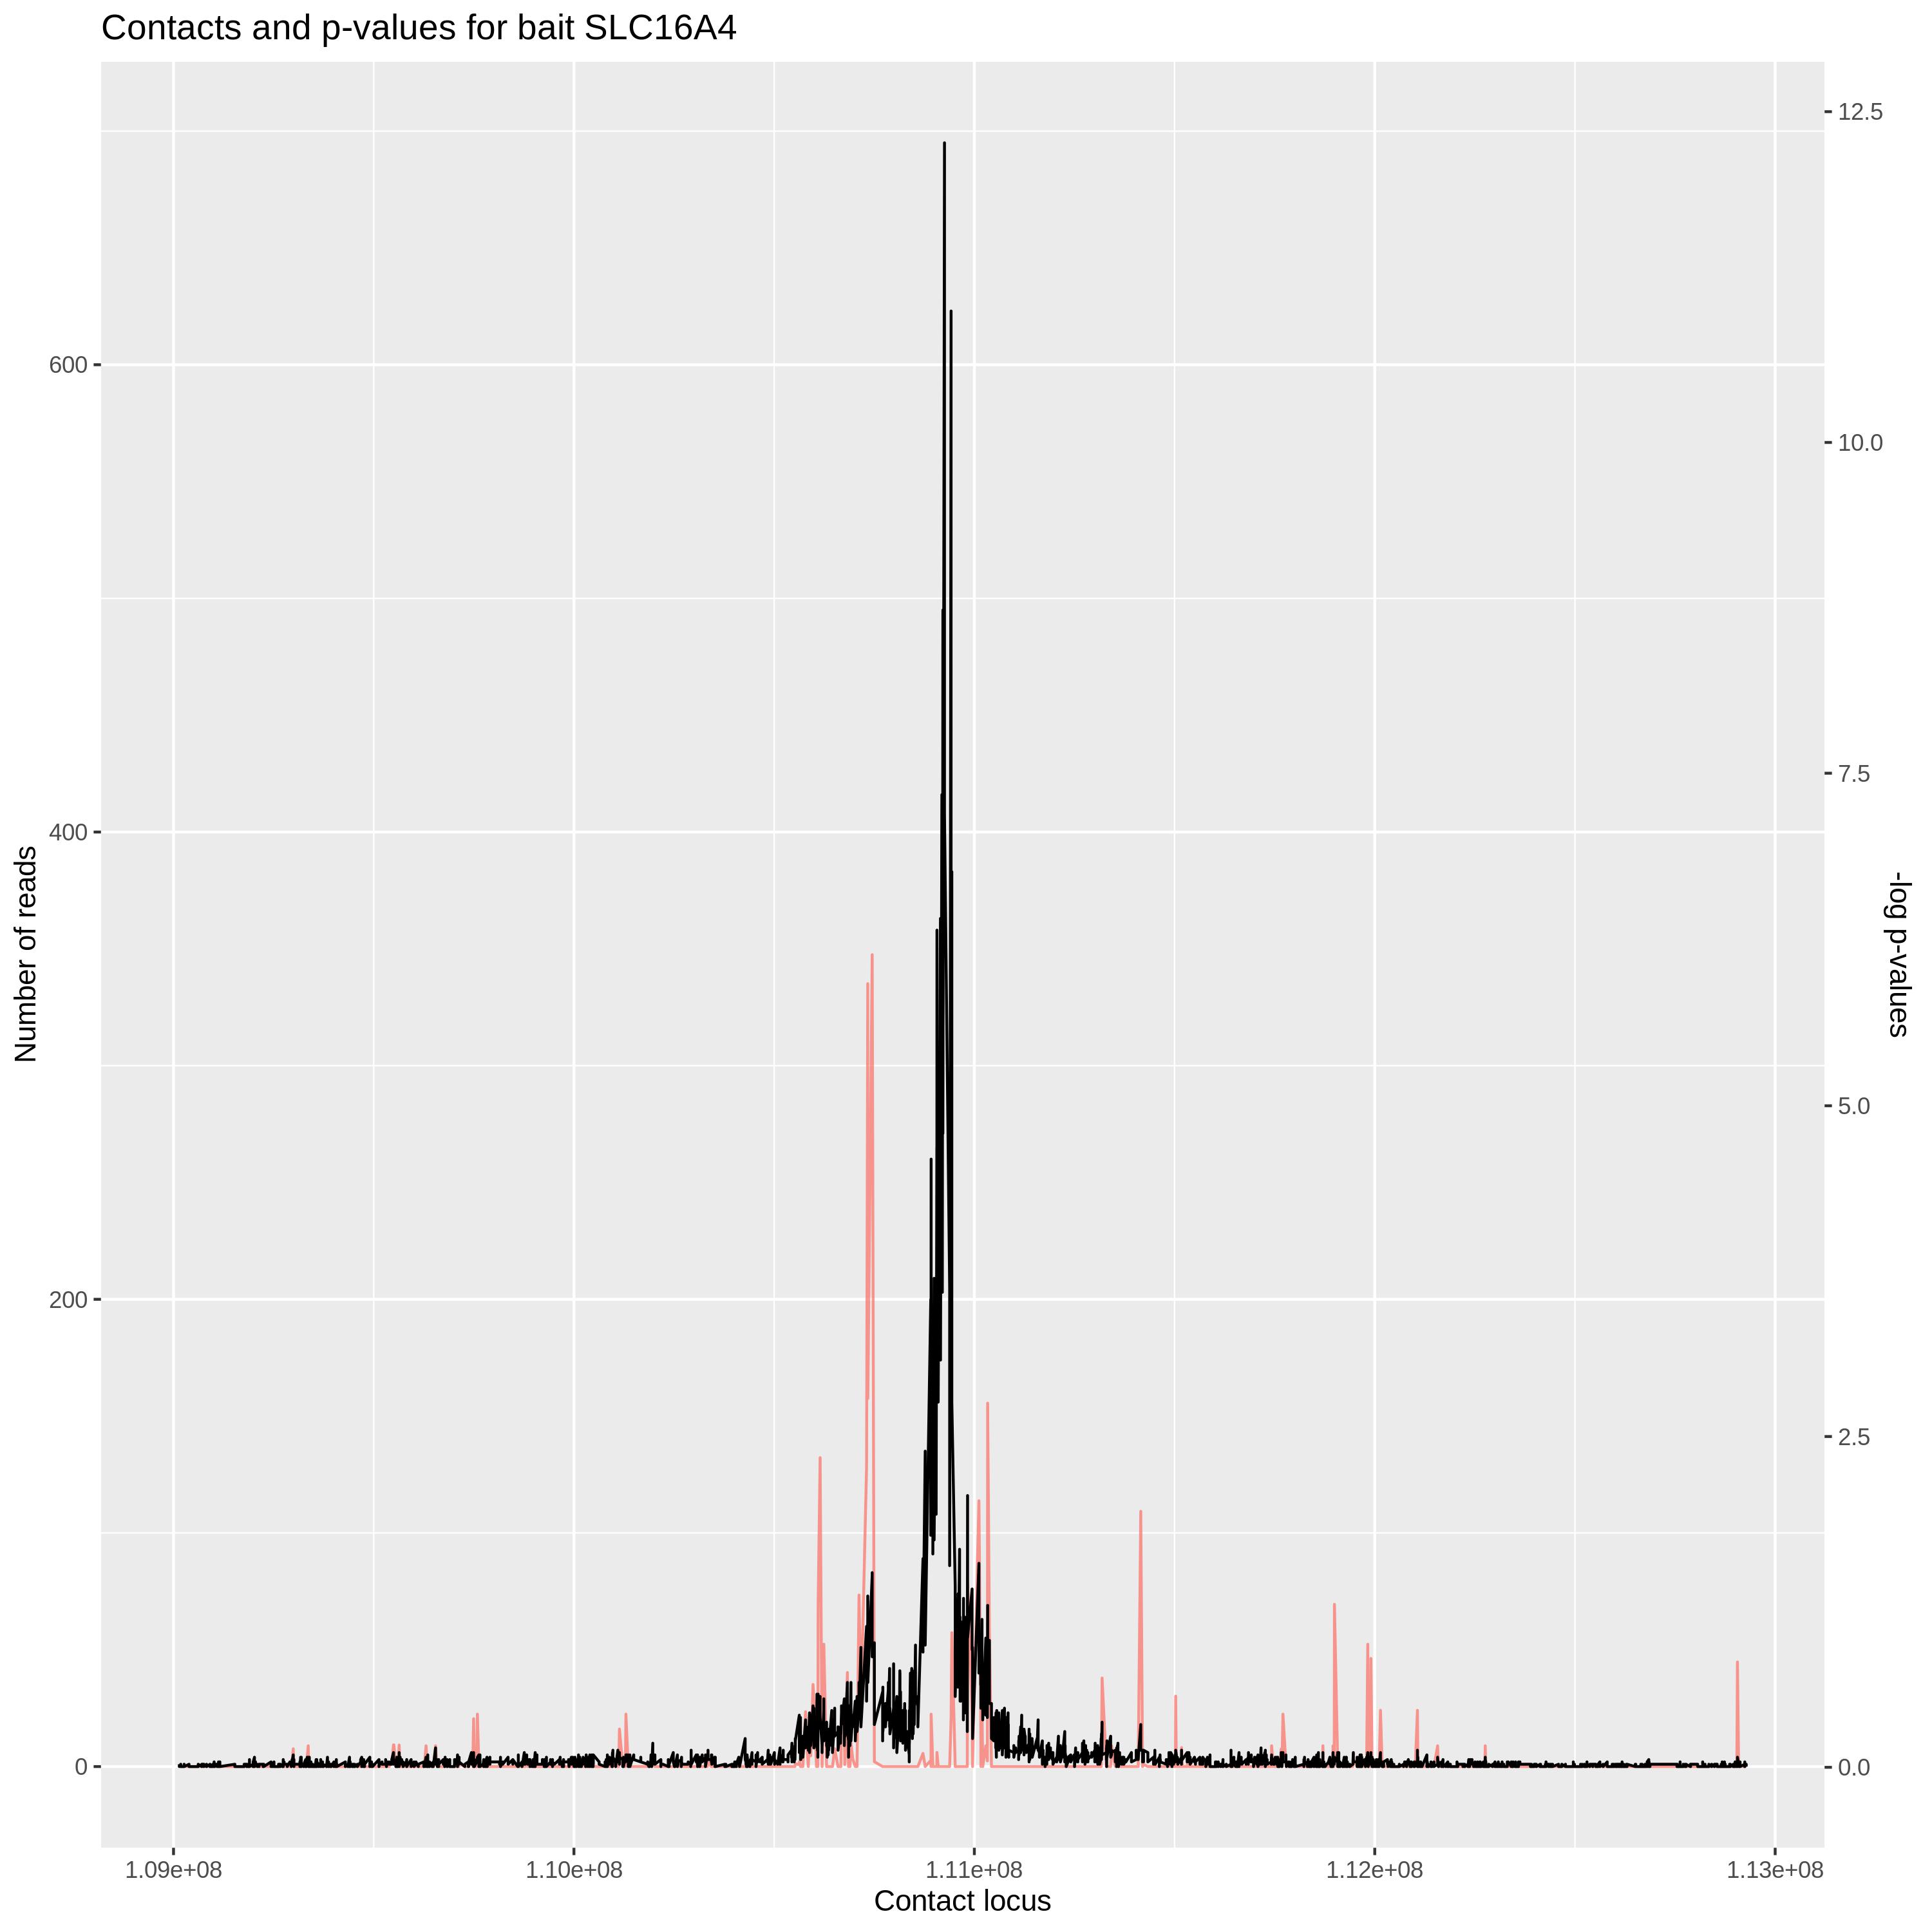 Contacts and p-values for bait SLC16A4
12.5
600
10.0
7.5
400
Number of reads
-log p-values
5.0
200
2.5
0
0.0
1.09e+08
1.10e+08
1.11e+08
1.12e+08
1.13e+08
Contact locus